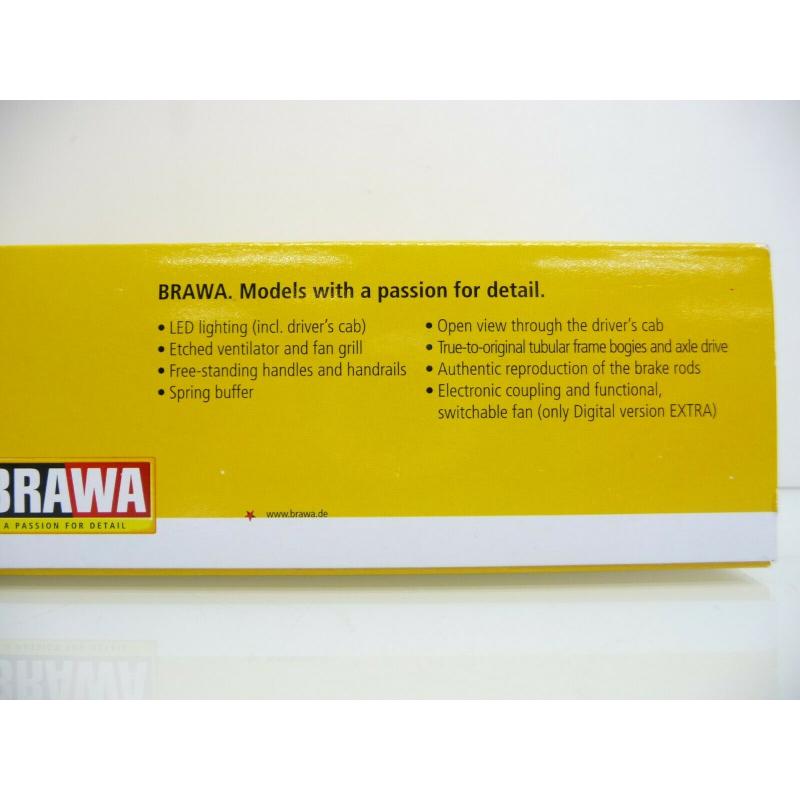 BRAWA. Models with a passion for detail.
• LED lighting (incl. driver's cab)
• Etched ventilator and fan grill
• Free-standing handles and handrails
• Spring buffer
• Open view through the driver's cab
• True-to-original tubular frame bogies and axle drive
• Authentic reproduction of the brake rods
• Electronic coupling and functional,
switchable fan (only Digital version EXTRA)
BRAWA
A PASSION FOR DETAIL
www.brawa.de